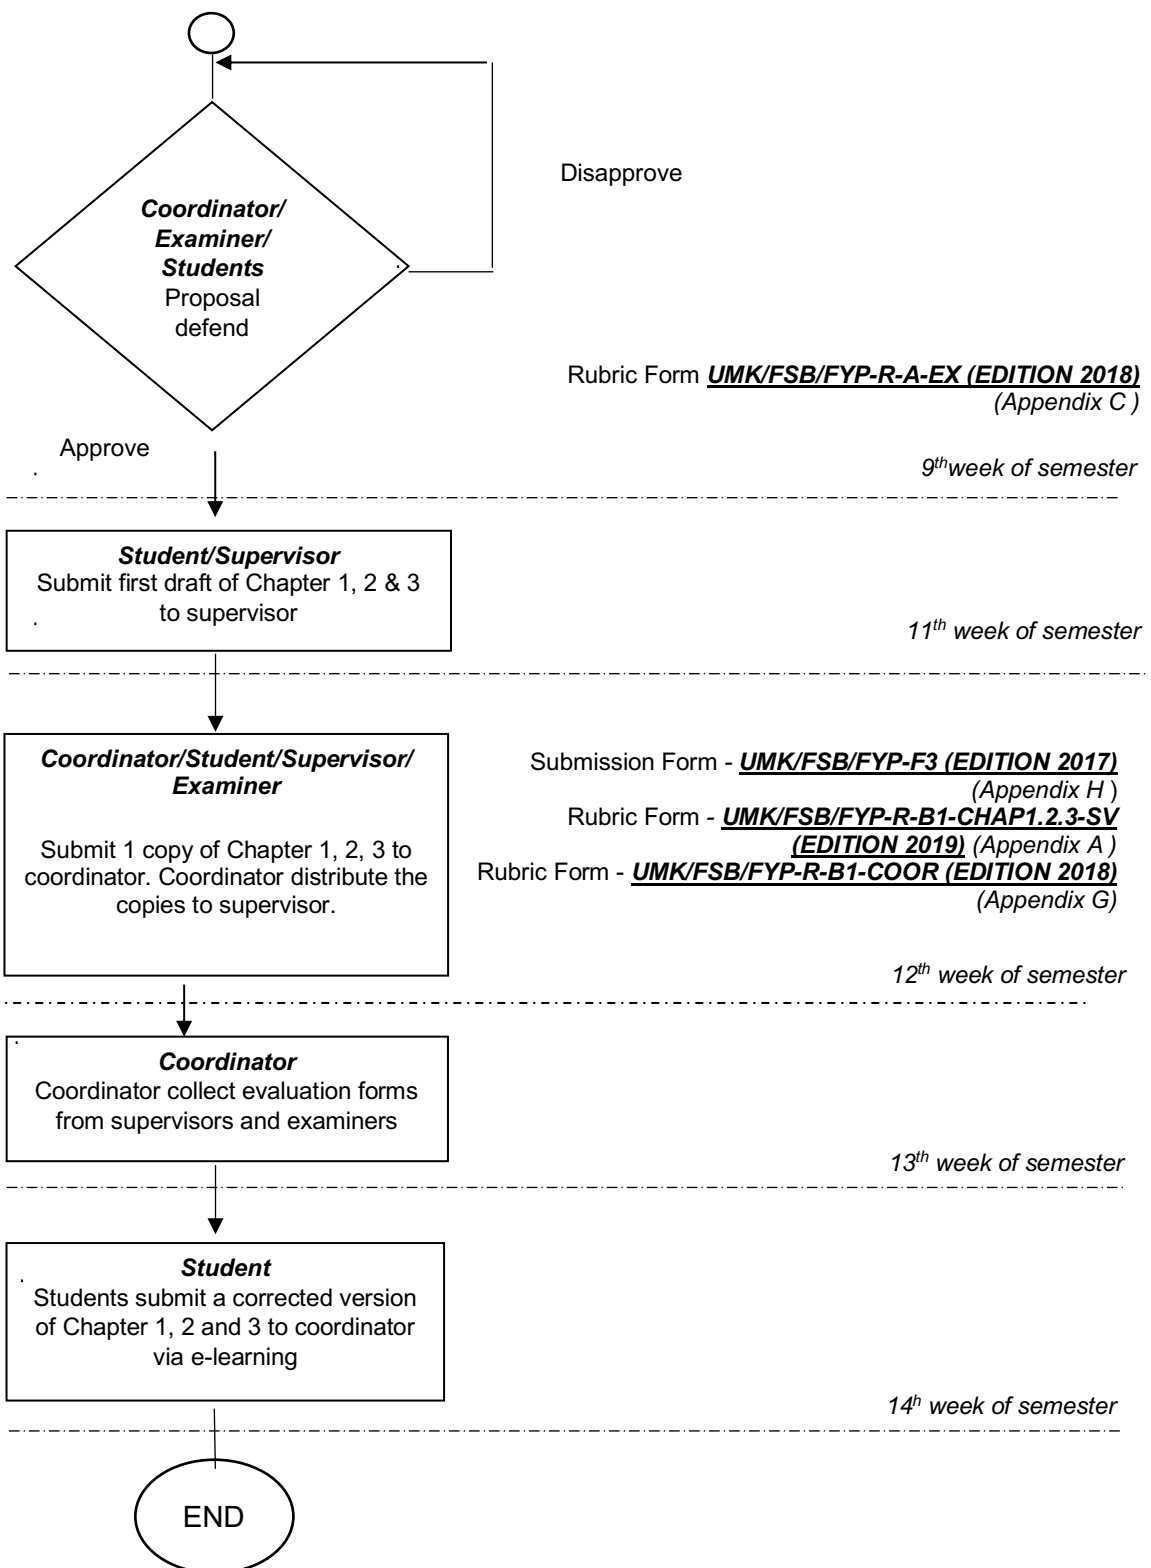 Disapprove
Coordinator/
Examiner/
Students
Proposal
defend
Rubric Form UMK/FSB/FYP-R-A-EX (EDITION 2018)
(Appendix C )
Approve
9thweek of semester
Student/Supervisor
Submit first draft of Chapter 1, 2 & 3
to supervisor
11th week of semester
Coordinator/Student/Supervisor/
Examiner
Submit 1 copy of Chapter 1, 2, 3 to
coordinator. Coordinator distribute the
copies to supervisor.
Submission Form - UMK/FSB/FYP-F3 (EDITION 2017)
(Appendix H )
Rubric Form - UMK/FSB/FYP-R-B1-CHAP1.2.3-SV
(EDITION 2019) (Appendix A )
Rubric Form - UMK/FSB/FYP-R-B1-COOR (EDITION 2018)
(Appendix G)
12th week of semester
Coordinator
Coordinator collect evaluation forms
from supervisors and examiners
13th week of semester
Student
Students submit a corrected version
of Chapter 1, 2 and 3 to coordinator
via e-learning
14h week of semester
END